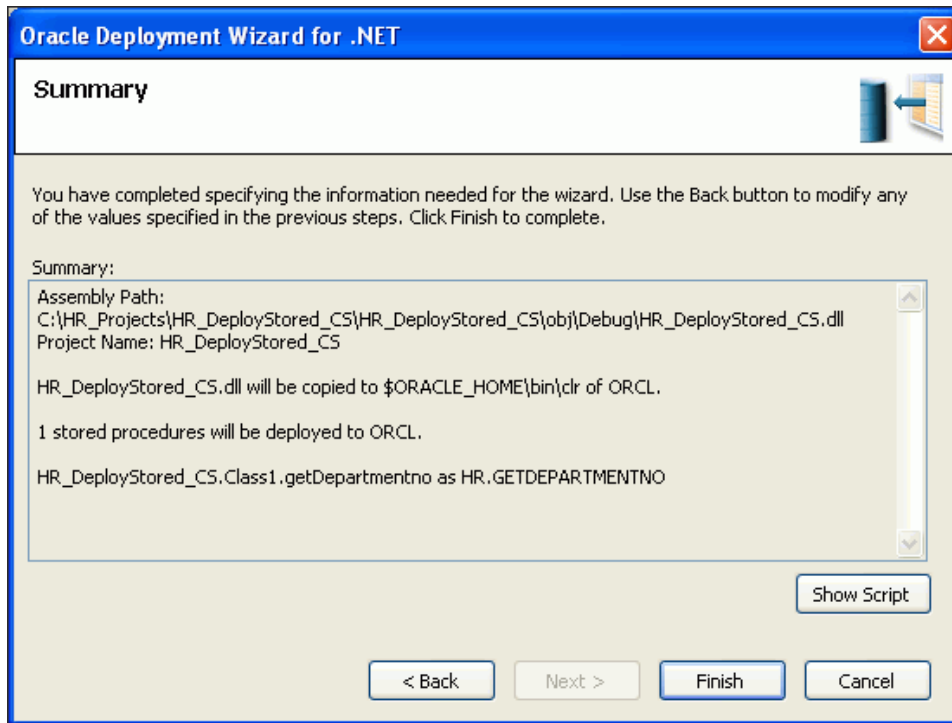 Oracle Deployment Wizard for .NET
Summary
You have completed specifying the information needed for the wizard. Use the Back button to modify any
of the values specified in the previous steps. Click Finish to complete.
Summary:
Assembly Path:
C:\HR_Projects\HR_DeployStored_CS\HR_DeployStored_CS\obj\Debug\HR_DeployStored_CS.dll
Project Name: HR_DeployStored_CS
HR_DeployStored_CS.dll will be copied to $ORACLE_HOME\bin\clr of ORCL.
1 stored procedures will be deployed to ORCL.
HR_DeployStored_CS.Class1.getDepartmentno as HR.GETDEPARTMENTNO
Show Script
< Back
Next >
Finish
Cancel